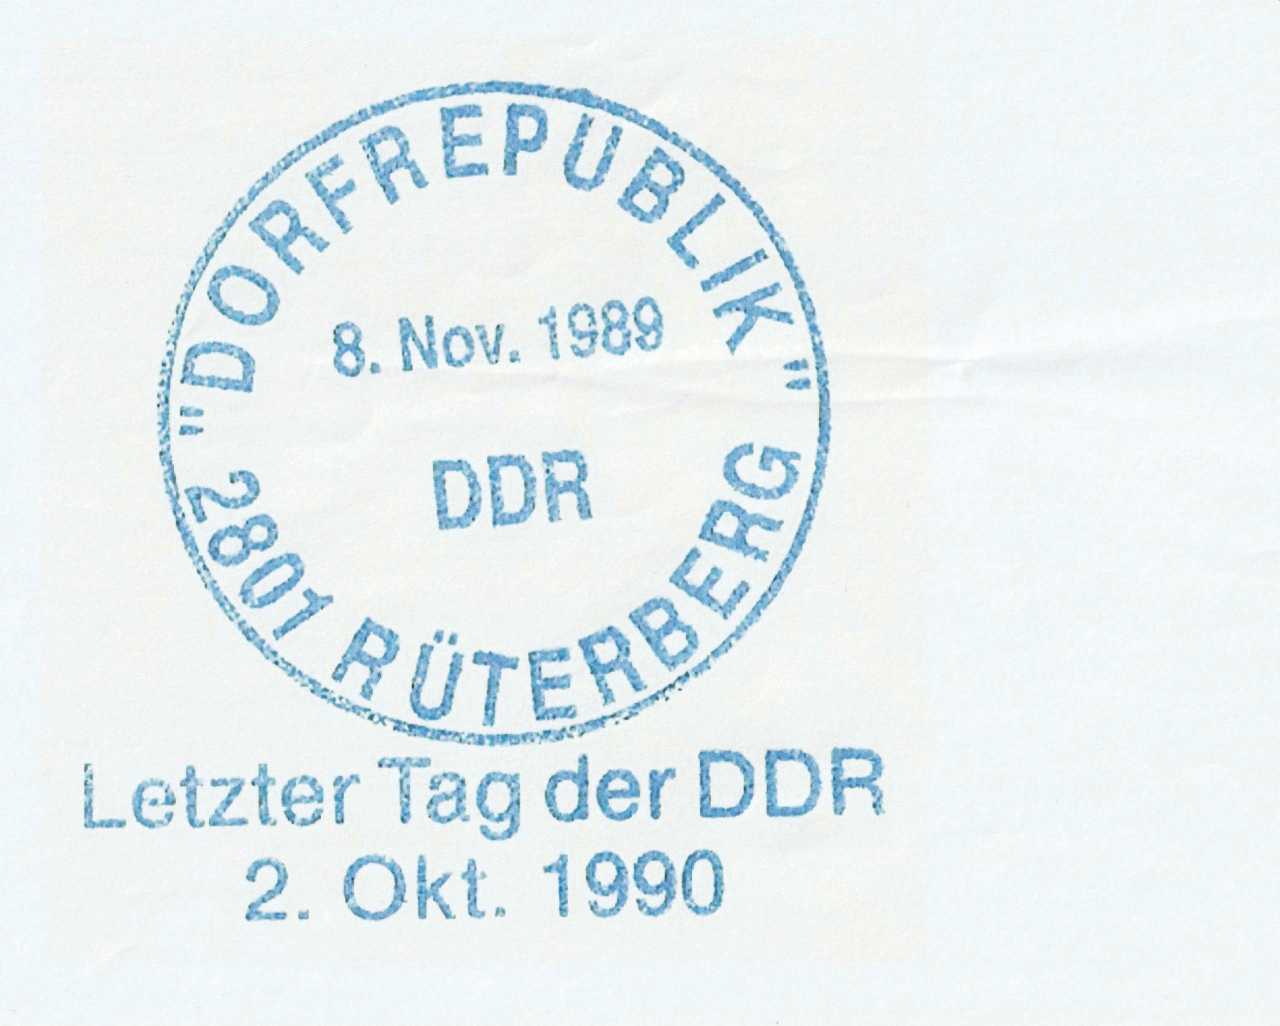 "DORFREPUBLIK"
8. Nov. 1989
DDR
2801 RÜTERBERG
Letzter Tag der DDR
2. Okt. 1990